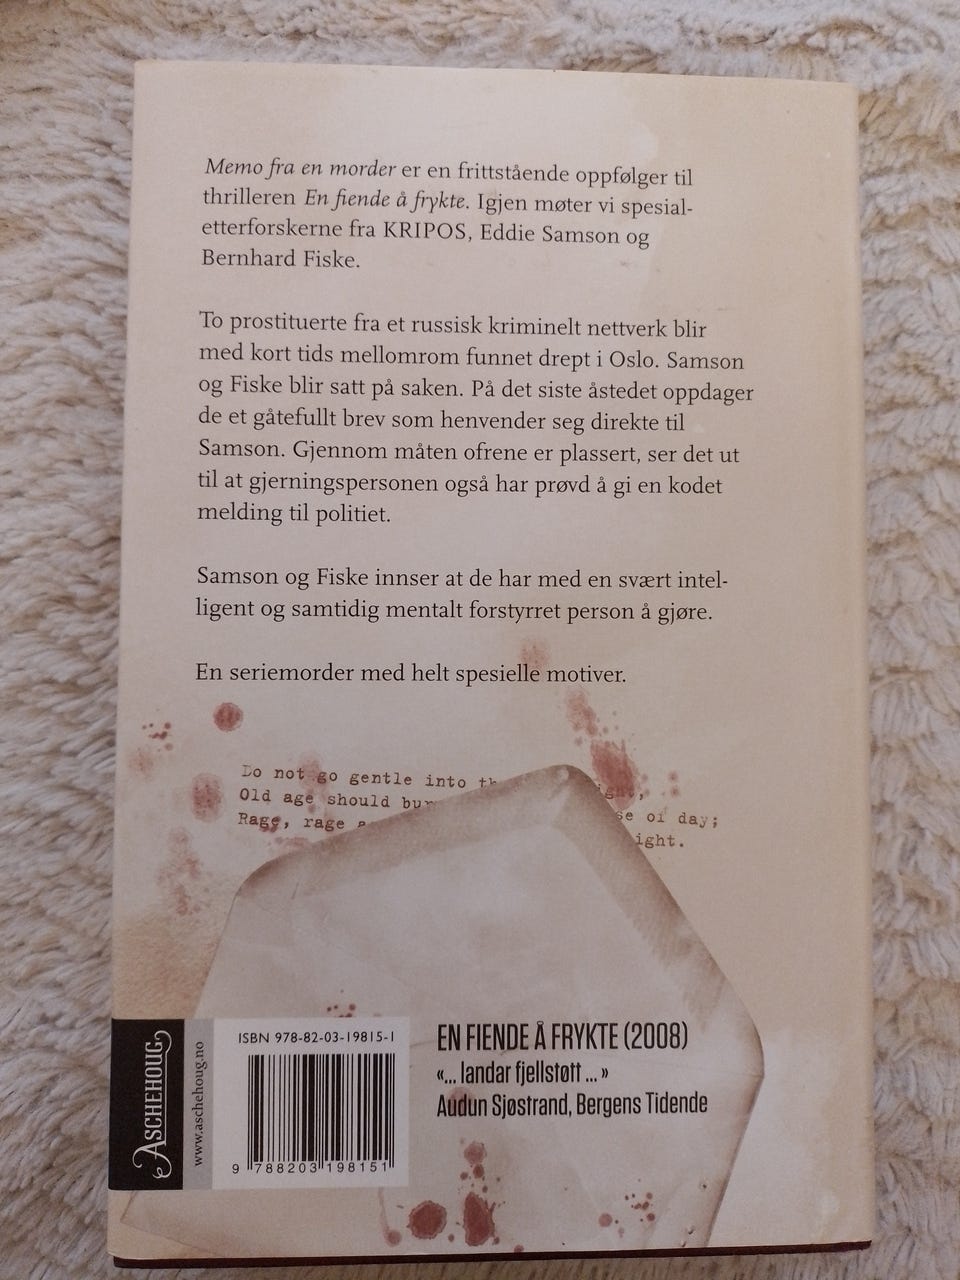 Memo fra en morder er en frittstående oppfølger til
thrilleren En fiende å frykte. Igjen møter vi spesial-
etterforskerne fra KRIPOS, Eddie Samson og
Bernhard Fiske.
To prostituerte fra et russisk kriminelt nettverk blir
med kort tids mellomrom funnet drept i Oslo. Samson
og Fiske blir satt på saken. På det siste åstedet oppdager
de et gåtefullt brev som henvender seg direkte til
Samson. Gjennom måten ofrene er plassert, ser det ut
til at gjerningspersonen også har prøvd å gi en kodet
melding til politiet.
Samson og Fiske innser at de har med en svært intel-
ligent og samtidig mentalt forstyrret person å gjøre.
En seriemorder med helt spesielle motiver.
Do not go gentle into
Old age should of day;
Rage, rage
ASCHEHOUG
www.aschehoug.no
ISBN 978-82-03-19815-1
9 788203 198151
EN FIENDE Å FRYKTE (2008)
«... landar fjellstøtt ... »
Audun Sjøstrand, Bergens Tidende